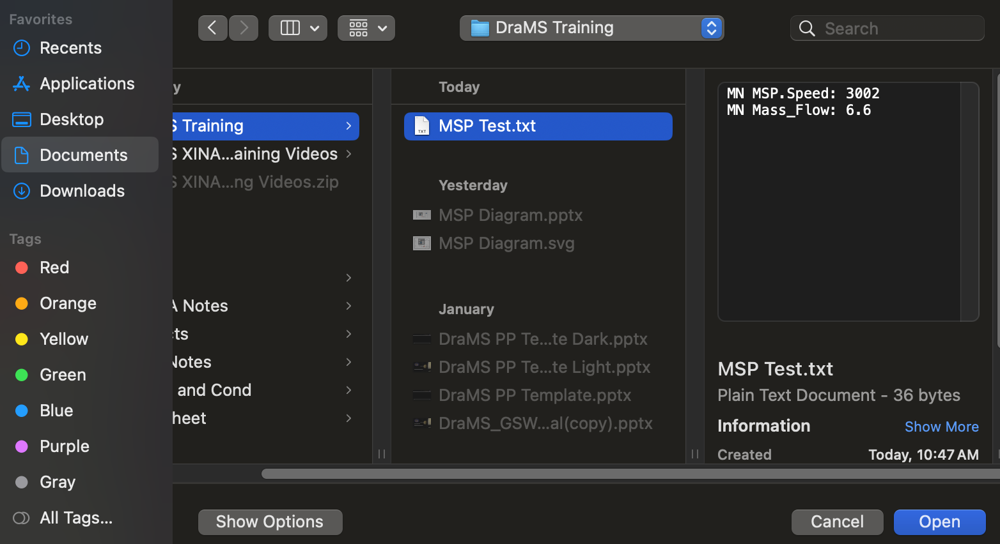 Favorites
Recents
Applications
Desktop
Documents
Downloads
Tags
Red
Orange
Yellow
Green
Blue
Purple
Gray
All Tags...
DraMS Training
Search
y
S Training
S XINA...aining Videos
S XINA...ng Videos.zip
A Notes
cts
Notes
and Cond
heet
Today
MSP Test.txt
Yesterday
MSP Diagram.pptx
MSP Diagram.svg
January
DraMS PP Te...te Dark.pptx
DraMS PP Te...te Light.pptx
DraMS PP Template.pptx
DraMS_GSW...al(copy).pptx
MN MSP.Speed: 3002
MN Mass_Flow: 6.6
MSP Test.txt
Plain Text Document - 36 bytes
Information Show More
Created Today, 10:47 AM
Show Options
Cancel
Open